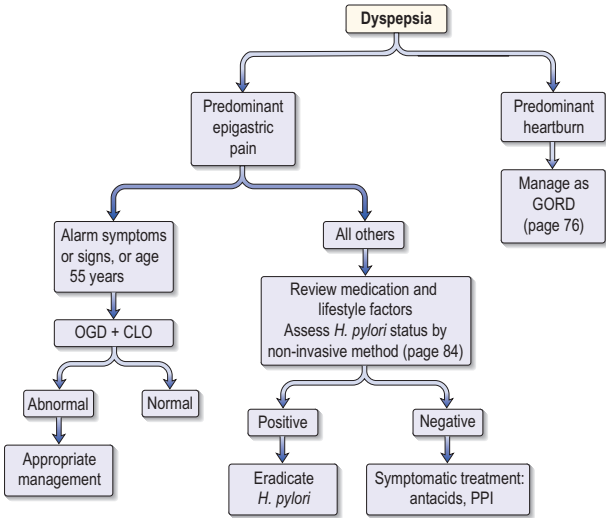 Dyspepsia
Predominant
epigastric
pain
Predominant
heartburn
Manage as
GORD
(page 76)
Alarm symptoms
or signs, or age
55 years
All others
OGD + CLO
Review medication and
lifestyle factors
Assess H. pylori status by
non-invasive method (page 84)
Abnormal
Normal
Positive
Negative
Appropriate
management
Eradicate
H. pylori
Symptomatic treatment:
antacids, PPI